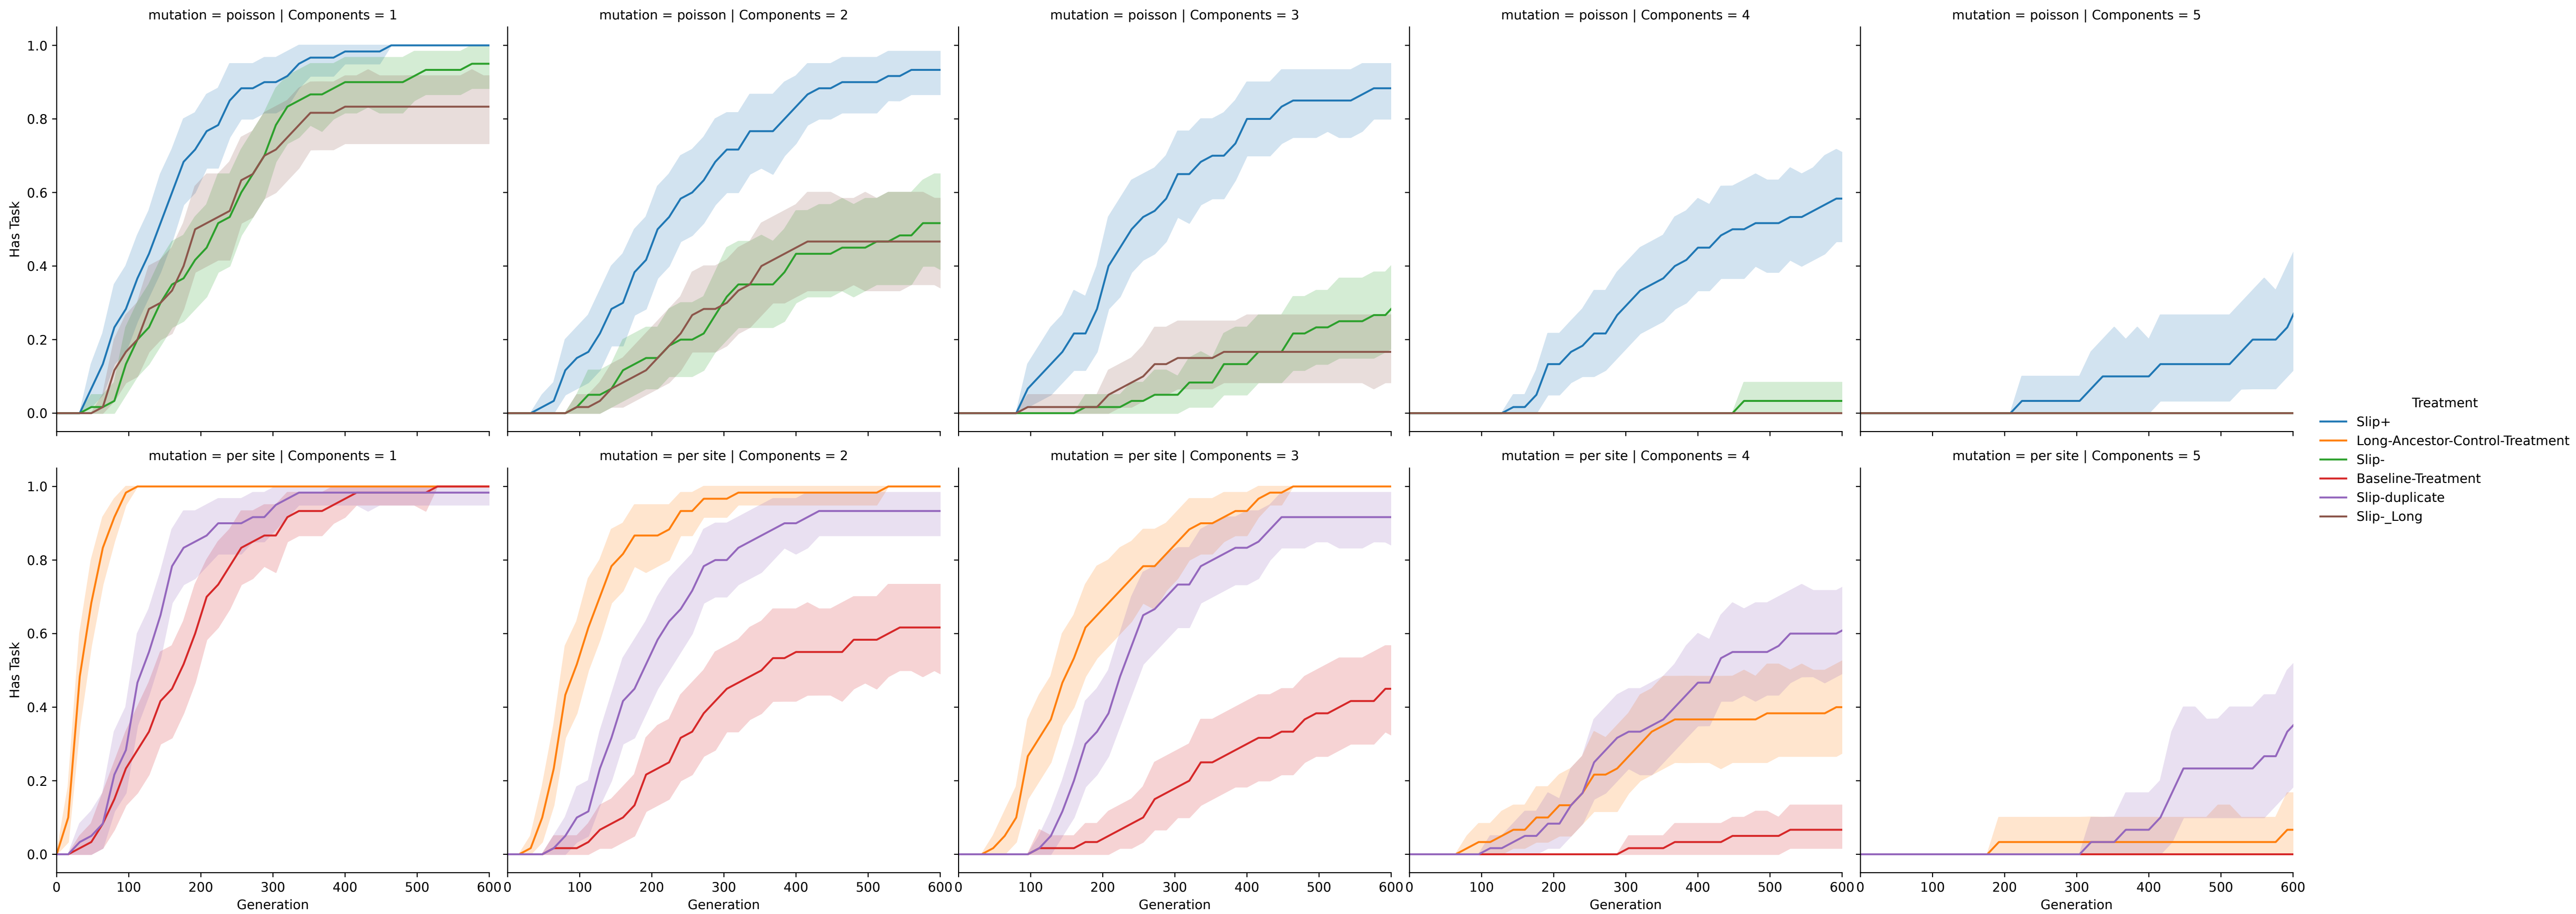 mutation = poisson | Components = 1
mutation = poisson | Components = 2
mutation = poisson | Components = 3
mutation = poisson | Components = 4
mutation = poisson | Components = 5
1.0
0.8
0.6
0.4
0.2
0.0
Has Task
mutation = per site | Components = 1
mutation = per site | Components = 2
mutation = per site | Components = 3
mutation = per site | Components = 4
mutation = per site | Components = 5
1.0
0.8
0.6
0.4
0.2
0.0
Has Task
0 100 200 300 400 500 600
0 100 200 300 400 500 600
0 100 200 300 400 500 600
0 100 200 300 400 500 600
0 100 200 300 400 500 600
Generation
Generation
Generation
Generation
Generation
Treatment
Slip+
Long-Ancestor-Control-Treatment
Slip-
Baseline-Treatment
Slip-duplicate
Slip-_Long